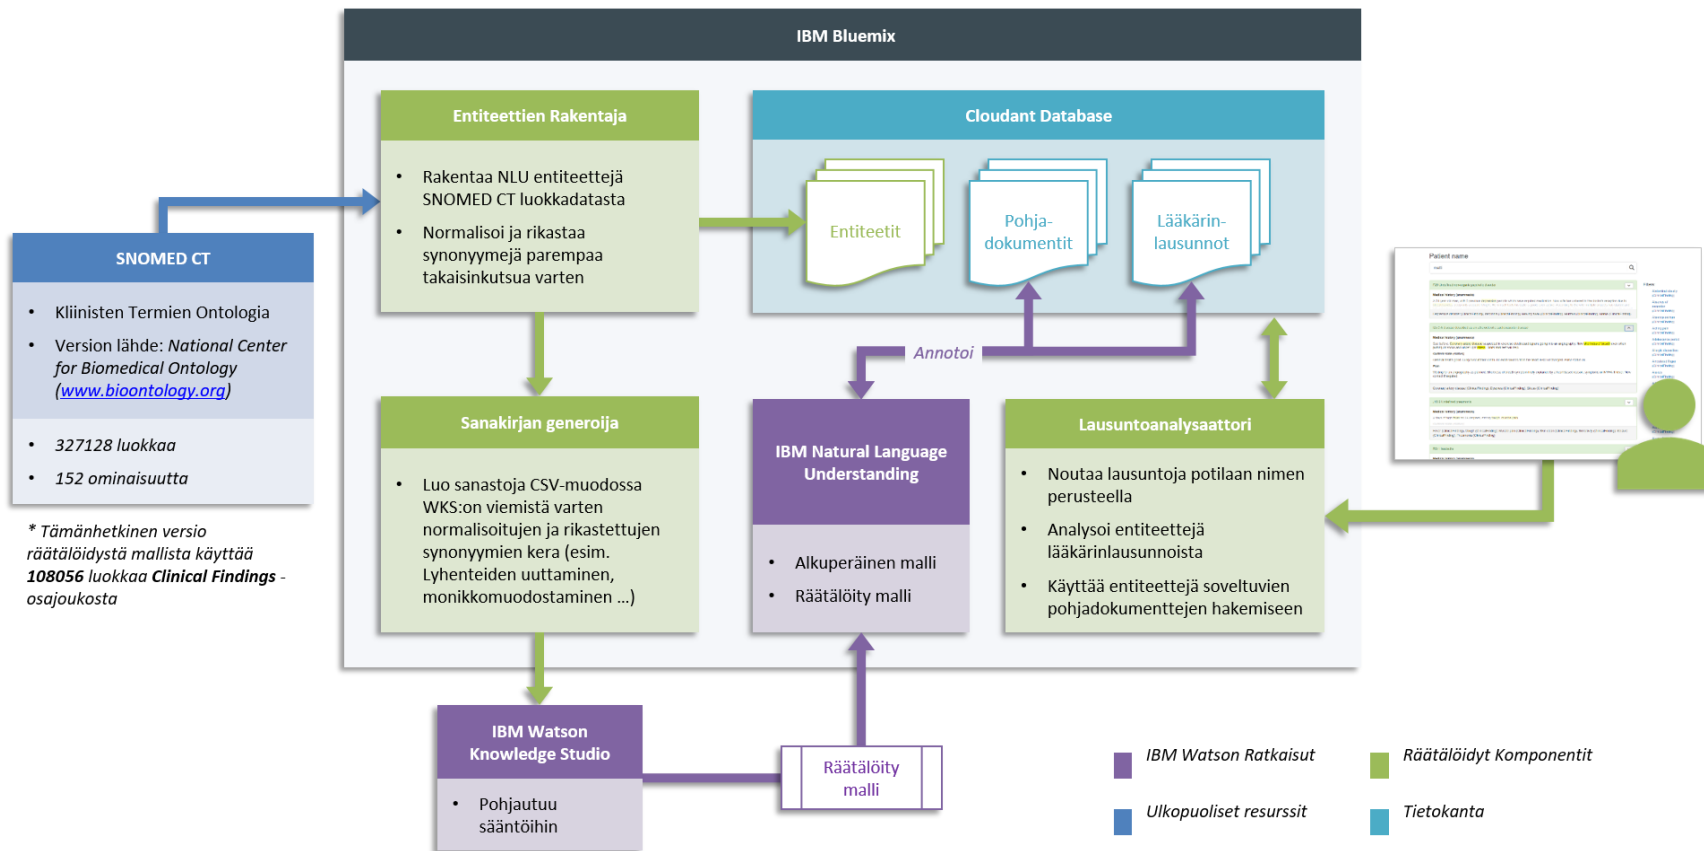 IBM Bluemix
Entiteettien Rakentaja
• Rakentaa NLU entiteettejä
SNOMED CT luokkadatasta
• Normalisoi ja rikastaa
synonyymejä parempaa
takaisinkutsua varten
Cloudant Database
Entiteetit
Pohja-
dokumentit
Lääkärin-
lausunnot
SNOMED CT
• Kliinisten Termien Ontologia
• Version lähde: National Center
for Biomedical Ontology
(www.bioontology.org)
• 327128 luokkaa
• 152 ominaisuutta
* Tämänhetkinen versio
räätälöidystä mallista käyttää
108056 luokkaa Clinical Findings -
osajoukosta
Annotoi
Sanakirjan generoija
• Luo sanastoja CSV-muodossa
WKS:on viemistä varten
normalisoitujen ja rikastettujen
synonyymien kera (esim.
Lyhenteiden uuttaminen,
monikkomuodostaminen ...)
IBM Natural Language
Understanding
• Alkuperäinen malli
• Räätälöity malli
Lausuntoanalysaattori
• Noutaa lausuntoja potilaan nimen
perusteella
• Analysoi entiteettejä
lääkärinlausunnoista
• Käyttää entiteettejä soveltuvien
pohjadokumenttejen hakemiseen
Patient name
IBM Watson
Knowledge Studio
• Pohjautuu
sääntöihin
Räätälöity
malli
IBM Watson Ratkaisut
Räätälöidyt Komponentit
Ulkopuoliset resurssit
Tietokanta